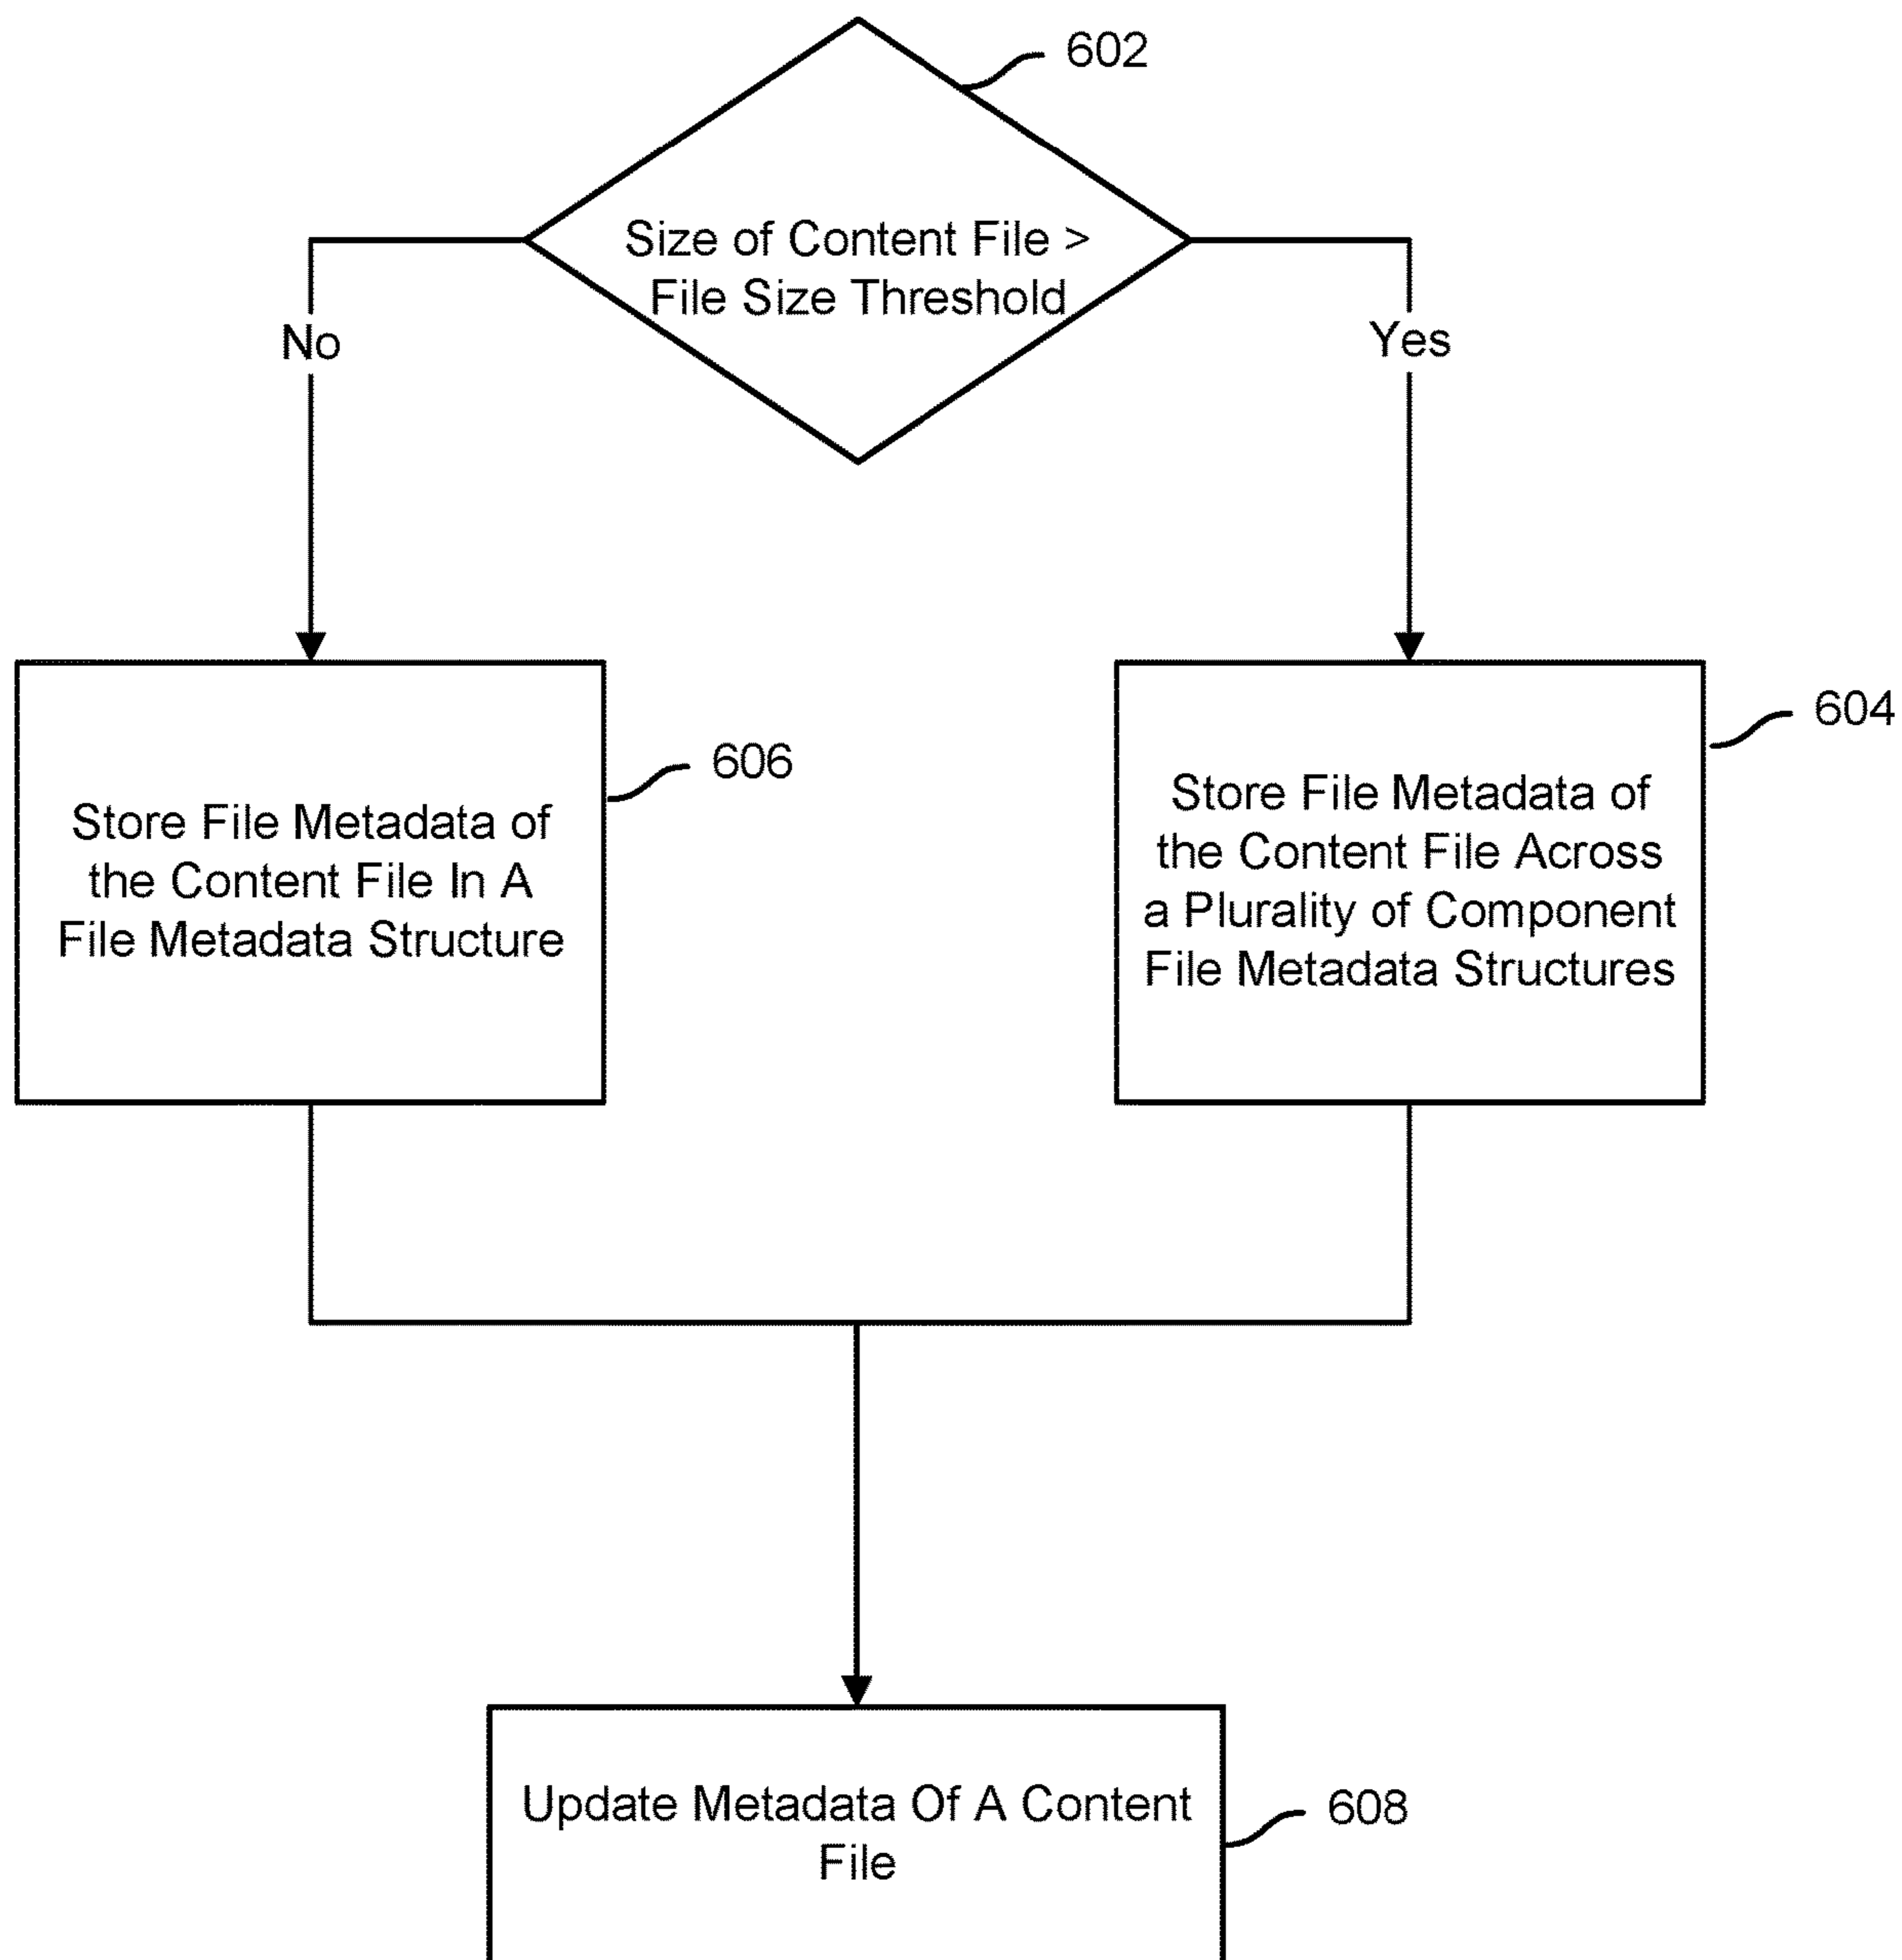 602
Size of Content File >
File Size Threshold
No
Yes
604
606
Store File Metadata of
the Content File In A
File Metadata Structure
Store File Metadata of
the Content File Across
a Plurality of Component
File Metadata Structures
Update Metadata Of A Content
File
608